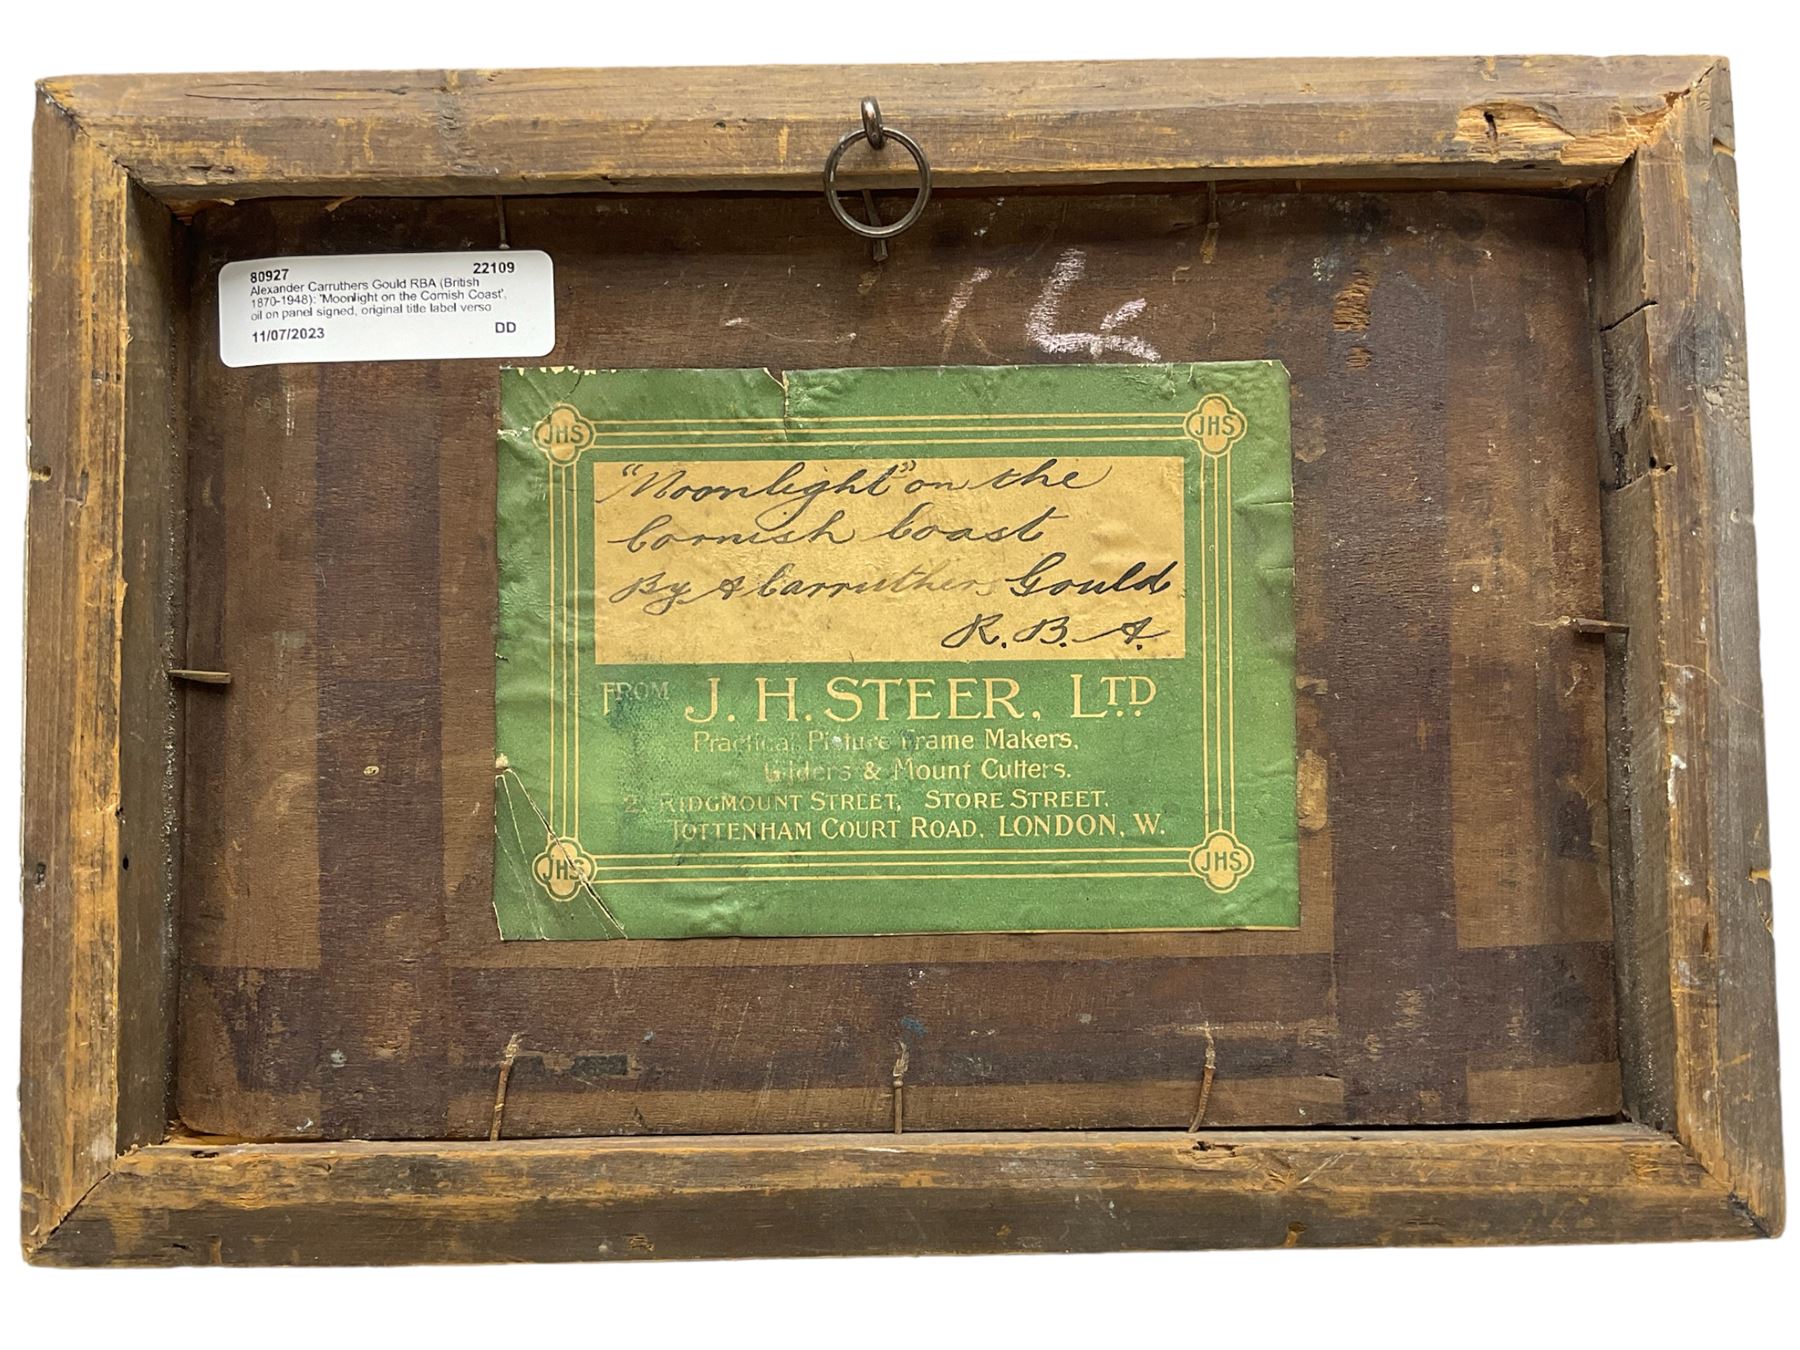 80927 22109
Alexander Carruthers Gould RBA (British
1870-1948): 'Moonlight on the Cornish Coast',
oil on panel signed, original title label verso
11/07/2023 DD
14
JHS JHS
"Moonlight" on the
Cornish Coast
By A Carruthers Gould
R.B.A.
FROM J. H. STEER, LTD
Practical Picture Frame Makers,
Gilders & Mount Cutters.
2, RIDGMOUNT STREET, STORE STREET,
TOTTENHAM COURT ROAD, LONDON, W.
JHS JHS